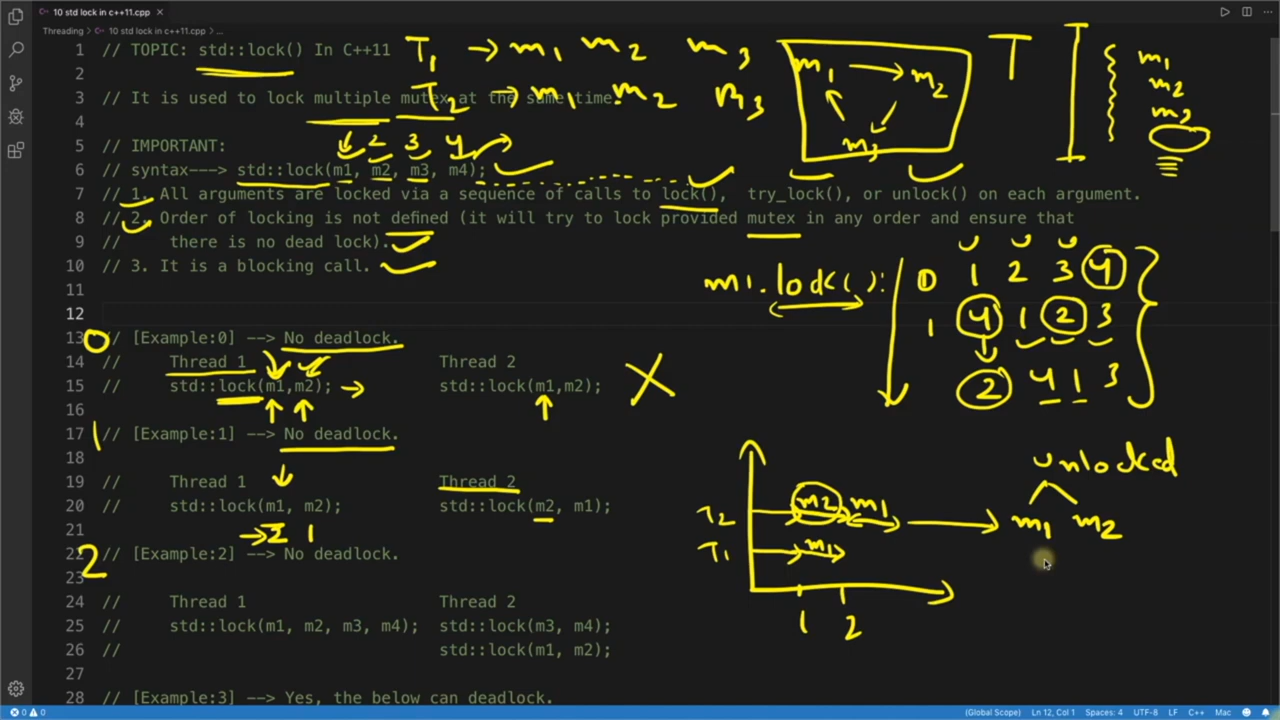 10 std lock in c++11.cpp
Threading > 10 std lock in c++11.cpp > ...
1 // TOPIC: std::lock() In C++11
2
3 // It is used to lock multiple mutex at the same time.
4
5 // IMPORTANT:
6 // syntax---> std::lock(m1, m2, m3, m4);
7 // 1. All arguments are locked via a sequence of calls to lock(), try_lock(), or unlock() on each argument.
8 // 2. Order of locking is not defined (it will try to lock provided mutex in any order and ensure that
9 // there is no dead lock).
10 // 3. It is a blocking call.
11
12
13 // [Example:0] --> No deadlock.
14 // Thread 1 Thread 2
15 // std::lock(m1,m2); std::lock(m1,m2);
16
17 // [Example:1] --> No deadlock.
18 //
19 // Thread 1 Thread 2
20 // std::lock(m1, m2); std::lock(m2, m1);
21 //
22 // [Example:2] --> No deadlock.
23 //
24 // Thread 1 Thread 2
25 // std::lock(m1, m2, m3, m4); std::lock(m3, m4);
26 // std::lock(m1, m2);
27
28 // [Example:3] --> Yes, the below can deadlock.
T1 → m1 m2 m3
T2 → m1 m2 m3
m1 → m2
m3
T
m1
m2
m3
1 2 3 4
m1.lock():
0 1 2 3 4
1 4 1 2 3
2 4 1 3
0
1
→ 2 1
2
unlocked
T2 m2 m1 → m1 m2
T1 m1
1 2
0 0
(Global Scope) Ln 12, Col 1 Spaces: 4 UTF-8 LF C++ Mac